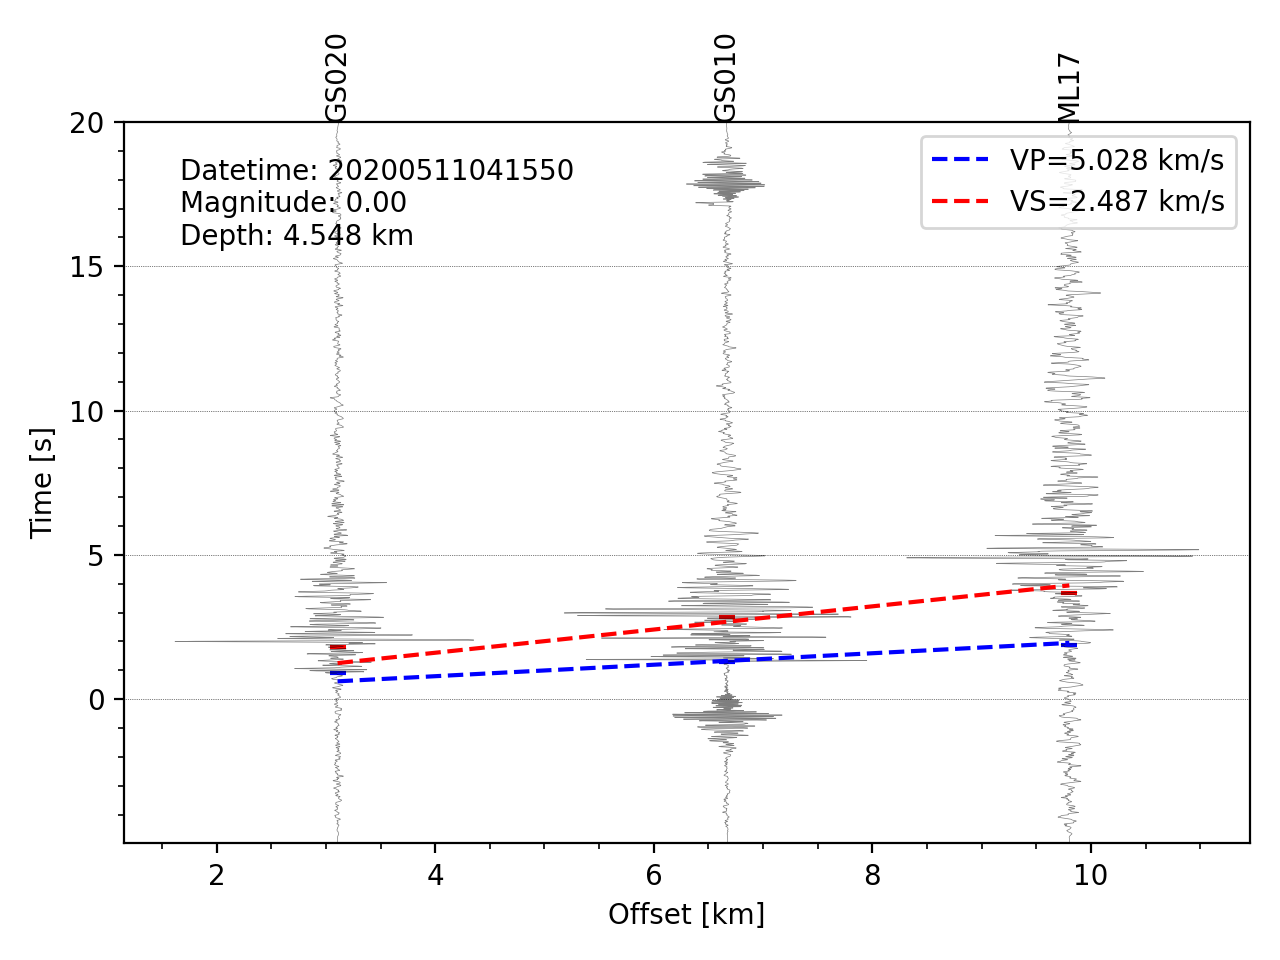 GS020
GS010
ML17
Datetime: 20200511041550
Magnitude: 0.00
Depth: 4.548 km
VP=5.028 km/s
VS=2.487 km/s
20
15
10
5
0
Time [s]
2
4
6
8
10
Offset [km]